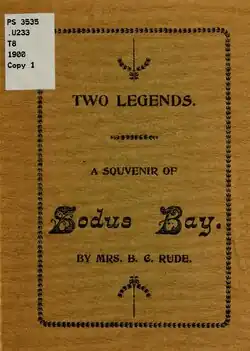 PS 3535
.U233
T8
1900
Copy 1
TWO LEGENDS.
A SOUVENIR OF
Sodus Bay.
BY MRS. B. C. RUDE.